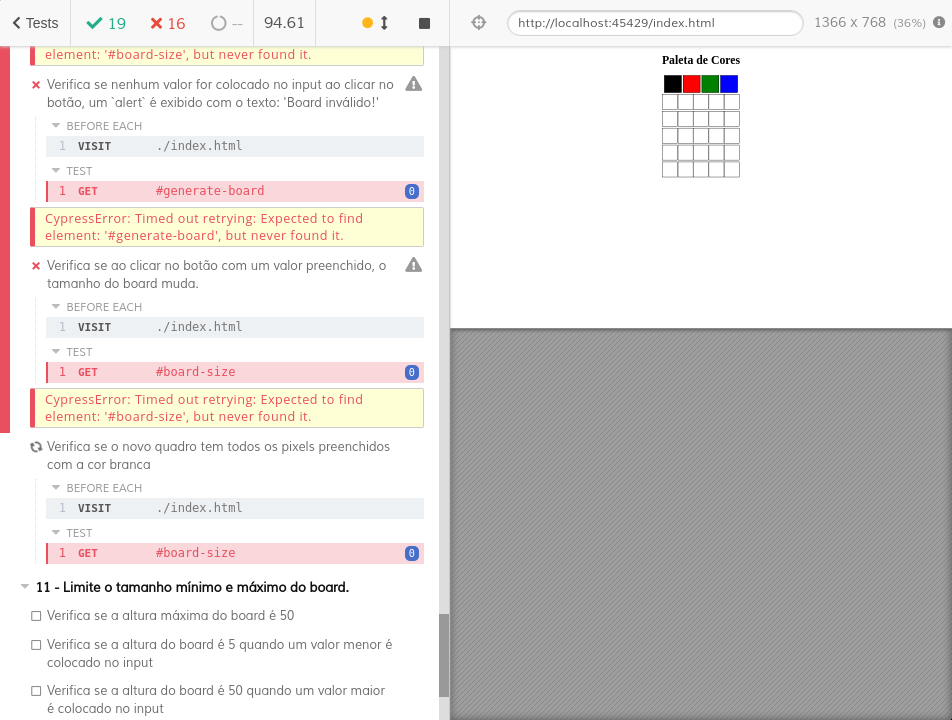 Tests 19 16 -- 94.61
http://localhost:45429/index.html 1366 x 768 (36%)
element: '#board-size', but never found it.
Verifica se nenhum valor for colocado no input ao clicar no
botão, um `alert` é exibido com o texto: 'Board inválido!'
BEFORE EACH
1 VISIT ./index.html
TEST
1 GET #generate-board 0
CypressError: Timed out retrying: Expected to find
element: '#generate-board', but never found it.
Verifica se ao clicar no botão com um valor preenchido, o
tamanho do board muda.
BEFORE EACH
1 VISIT ./index.html
TEST
1 GET #board-size 0
CypressError: Timed out retrying: Expected to find
element: '#board-size', but never found it.
Verifica se o novo quadro tem todos os pixels preenchidos
com a cor branca
BEFORE EACH
1 VISIT ./index.html
TEST
1 GET #board-size 0
11 - Limite o tamanho mínimo e máximo do board.
Verifica se a altura máxima do board é 50
Verifica se a altura do board é 5 quando um valor menor é
colocado no input
Verifica se a altura do board é 50 quando um valor maior
é colocado no input
Paleta de Cores